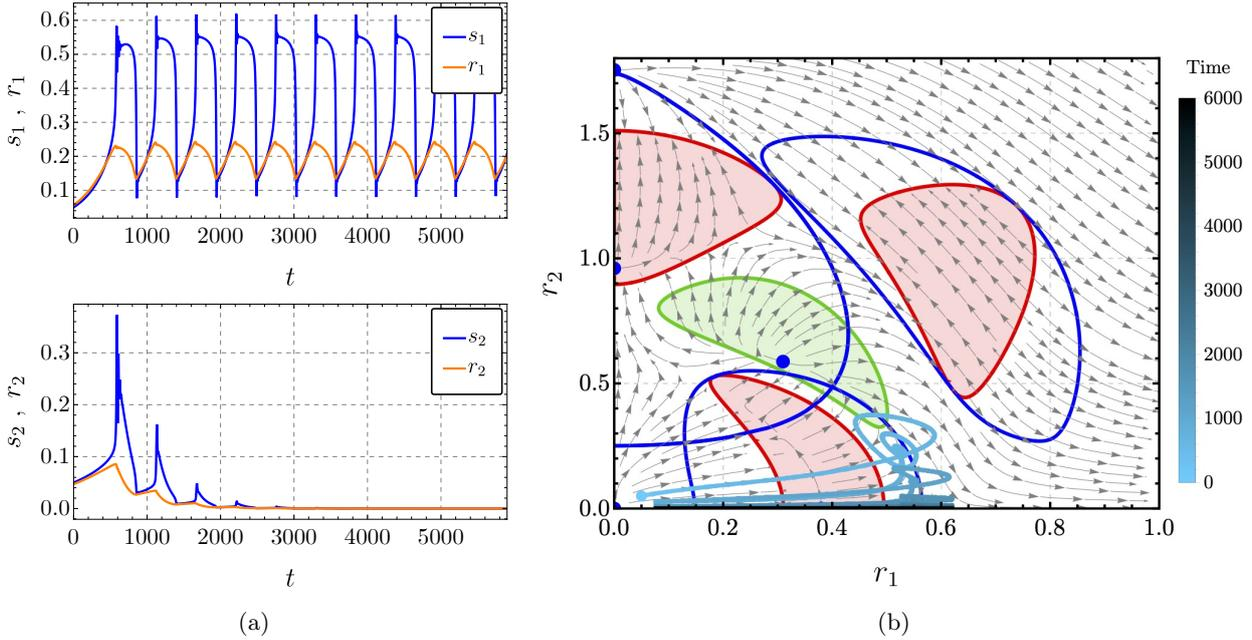 0.6
0.5
0.4
0.3
0.2
0.1
s₁ , r₁
s₁
r₁
0 1000 2000 3000 4000 5000
t
0.3
0.2
0.1
0.0
s₂ , r₂
s₂
r₂
0 1000 2000 3000 4000 5000
t
(a)
1.5
1.0
0.5
0.0
r₂
0.0 0.2 0.4 0.6 0.8 1.0
r₁
(b)
Time
6000
5000
4000
3000
2000
1000
0